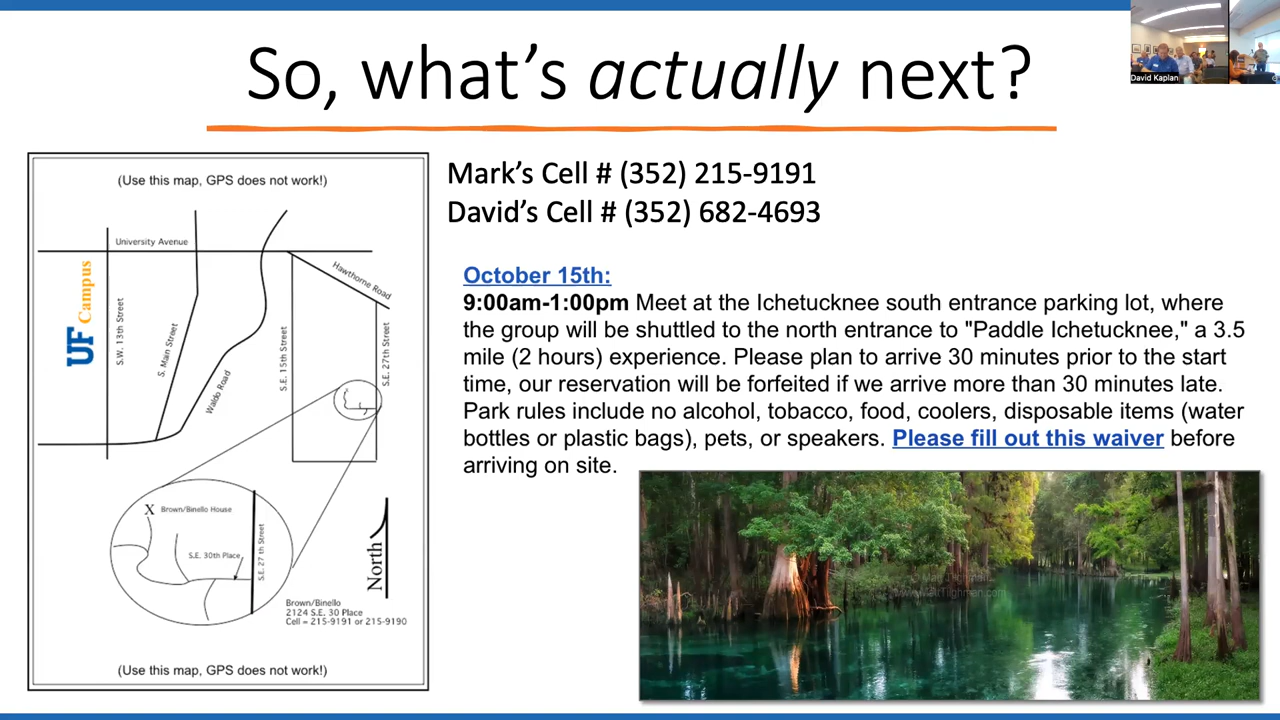 So, what's actually next?
David Kaplan
(Use this map, GPS does not work!)
University Avenue
Hawthorne Road
UF Campus
S.W. 13th Street
S. Main Street
Waldo Road
S.E. 15th Street
S.E. 27th Street
X Brown/Binello House
S.E. 30th Place
S.E. 27 th Street
North
Brown/Binello
2124 S.E. 30 Place
Cell = 215-9191 or 215-9190
(Use this map, GPS does not work!)
Mark's Cell # (352) 215-9191
David's Cell # (352) 682-4693
October 15th:
9:00am-1:00pm Meet at the Ichetucknee south entrance parking lot, where
the group will be shuttled to the north entrance to "Paddle Ichetucknee," a 3.5
mile (2 hours) experience. Please plan to arrive 30 minutes prior to the start
time, our reservation will be forfeited if we arrive more than 30 minutes late.
Park rules include no alcohol, tobacco, food, coolers, disposable items (water
bottles or plastic bags), pets, or speakers. Please fill out this waiver before
arriving on site.
© Matt Tilghman
www.MattTilghman.com